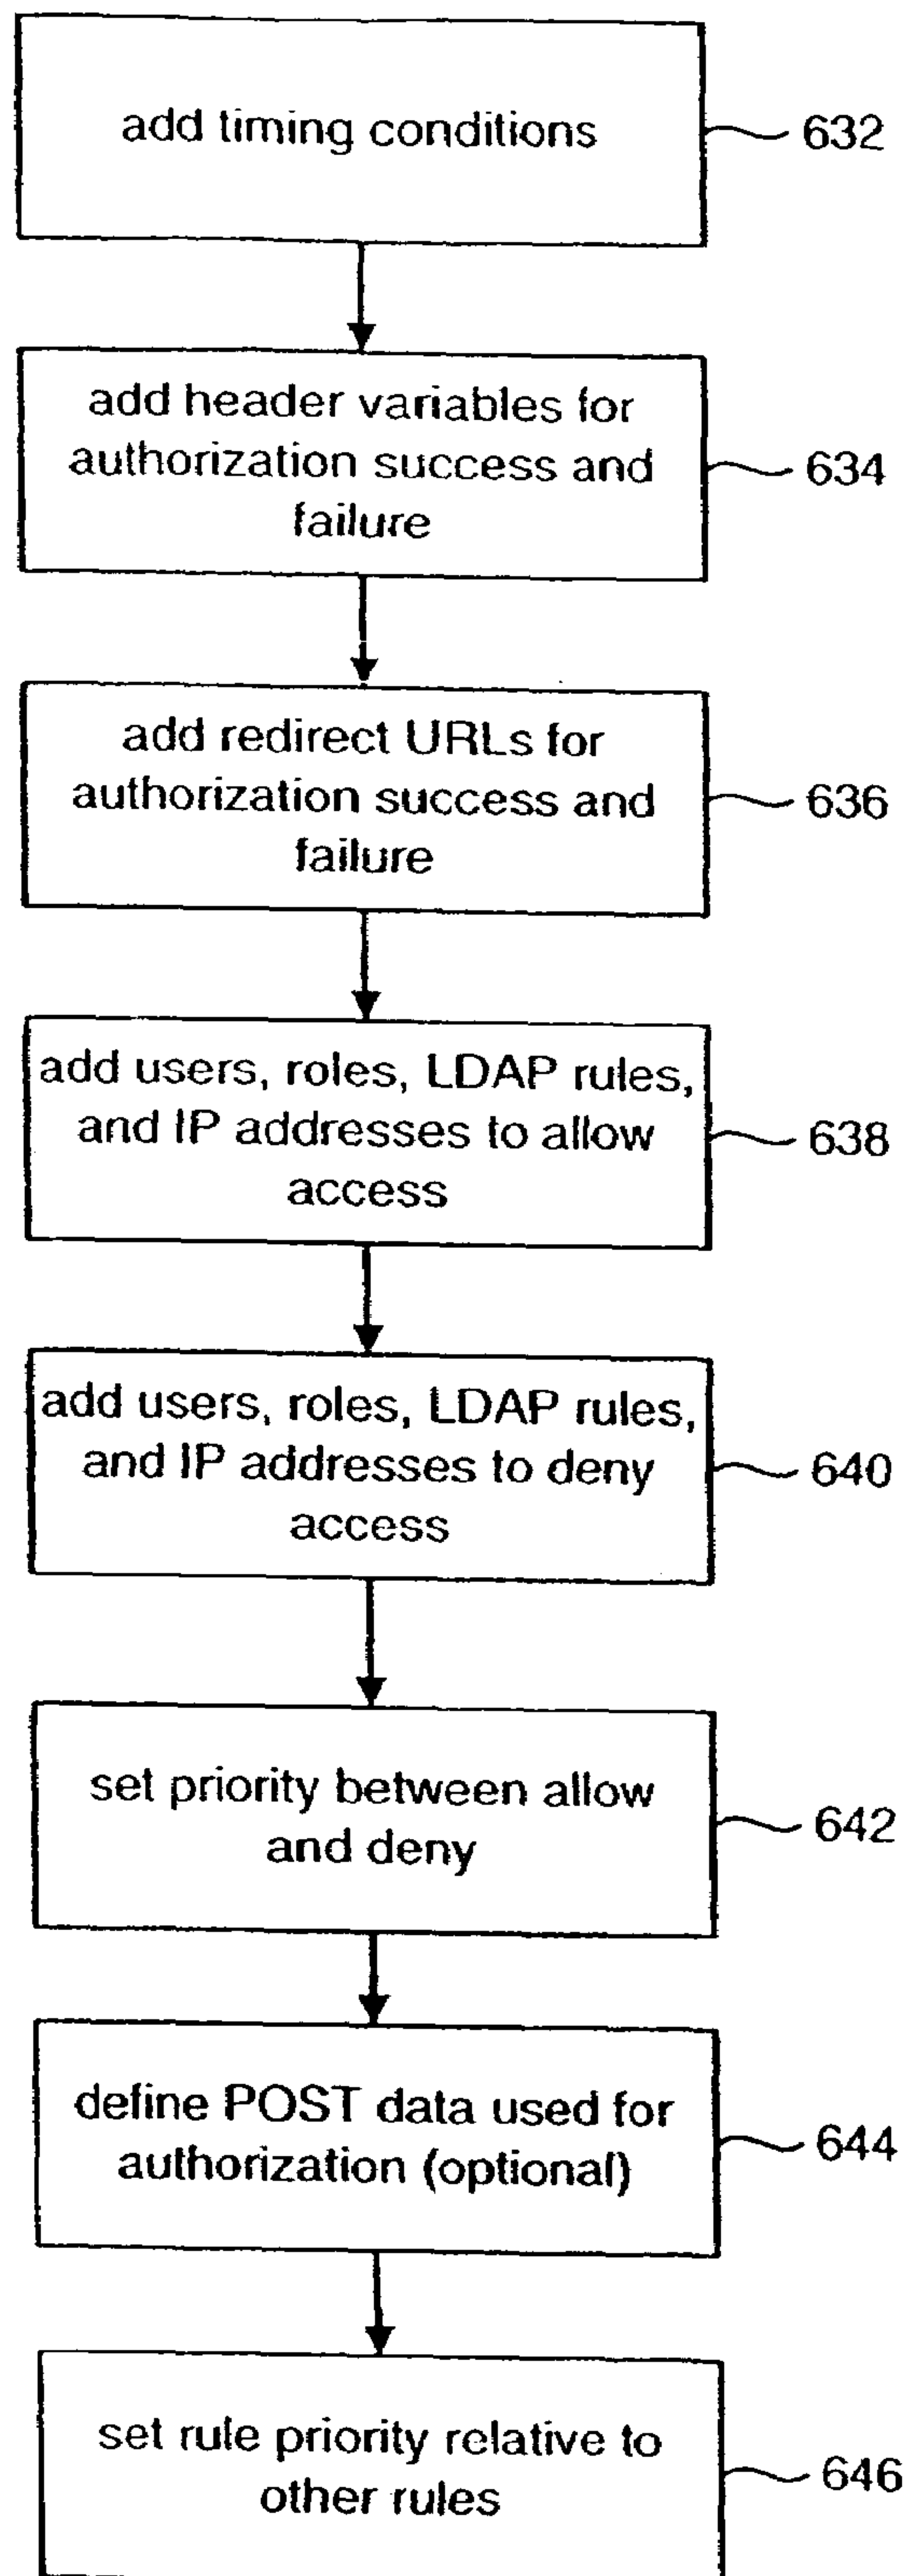 add timing conditions
632
add header variables for
authorization success and
failure
634
add redirect URLs for
authorization success and
failure
636
add users, roles, LDAP rules,
and IP addresses to allow
access
638
add users, roles, LDAP rules,
and IP addresses to deny
access
640
set priority between allow
and deny
642
define POST data used for
authorization (optional)
644
set rule priority relative to
other rules
646